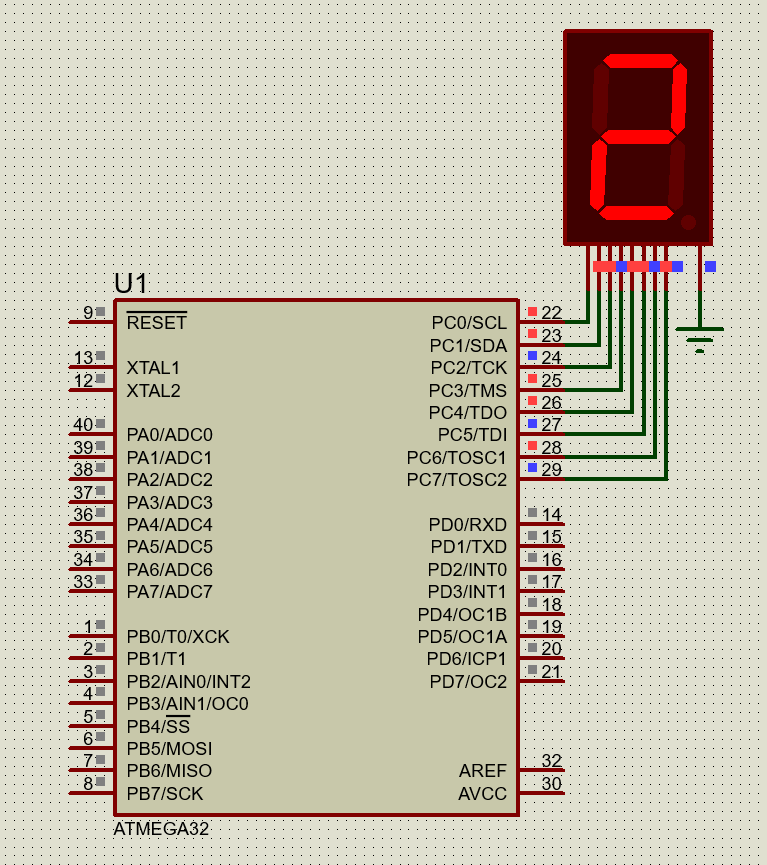 2
U1
9 RESET PC0/SCL 22
PC1/SDA 23
13 XTAL1 PC2/TCK 24
12 XTAL2 PC3/TMS 25
PC4/TDO 26
40 PA0/ADC0 PC5/TDI 27
39 PA1/ADC1 PC6/TOSC1 28
38 PA2/ADC2 PC7/TOSC2 29
37 PA3/ADC3
36 PA4/ADC4 PD0/RXD 14
35 PA5/ADC5 PD1/TXD 15
34 PA6/ADC6 PD2/INT0 16
33 PA7/ADC7 PD3/INT1 17
PD4/OC1B 18
1 PB0/T0/XCK PD5/OC1A 19
2 PB1/T1 PD6/ICP1 20
3 PB2/AIN0/INT2 PD7/OC2 21
4 PB3/AIN1/OC0
5 PB4/SS
6 PB5/MOSI
7 PB6/MISO AREF 32
8 PB7/SCK AVCC 30
ATMEGA32